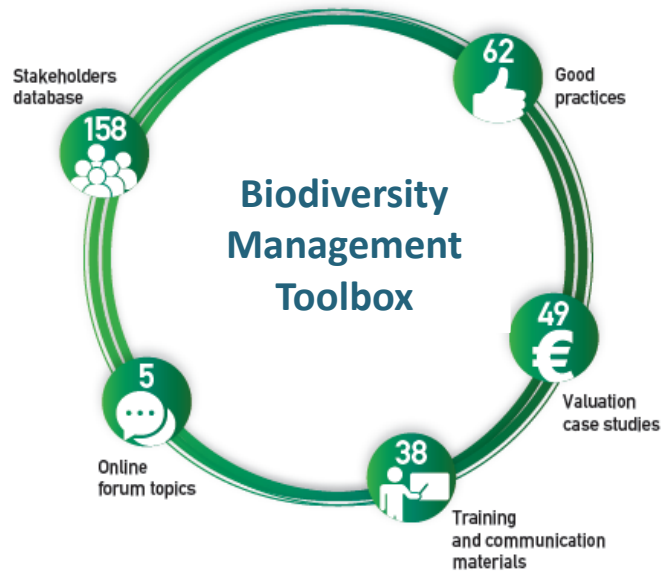 Stakeholders
database
158
62
Good
practices
Biodiversity
Management
Toolbox
49
€
Valuation
case studies
5
Online
forum topics
38
Training
and communication
materials